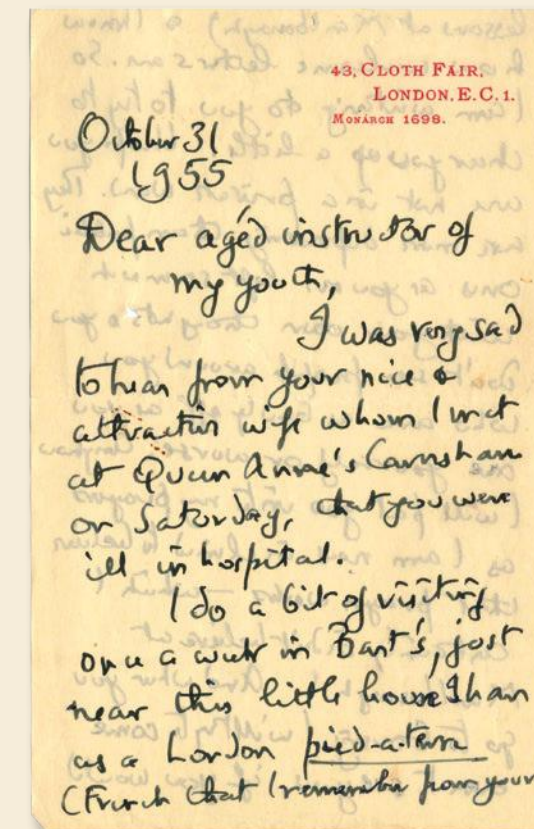 43, CLOTH FAIR,
LONDON, E.C.1.
MONARCH 1698.
October 31
1955
Dear aged instructor of
my youth,
I was very sad
to hear from your nice &
attractive wife whom I met
at Queen Anne's Caversham
on Saturday, that you were
ill in hospital.
I do a bit of visiting
once a week in Bart's, just
near this little house I have
as a London pied-a-terre
(French that I remember from your